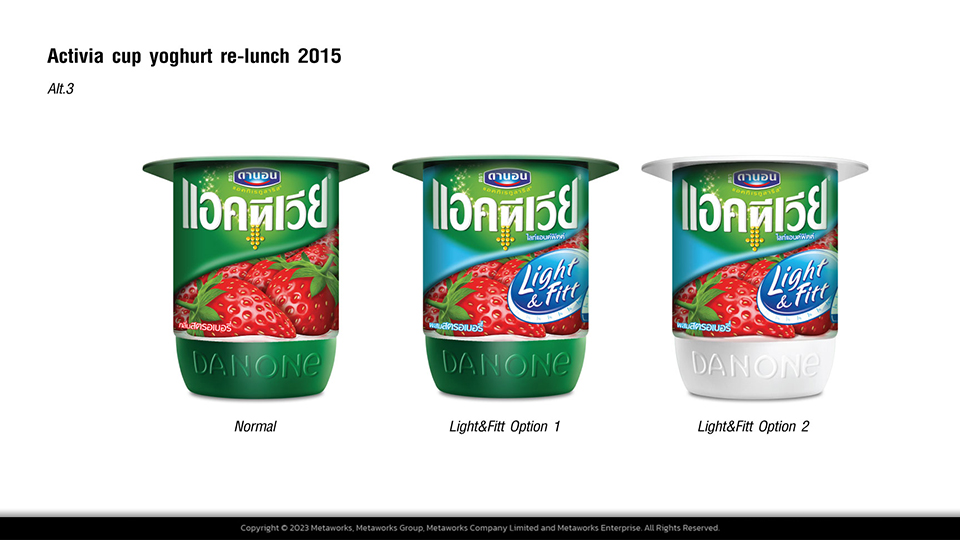 Activia cup yoghurt re-lunch 2015
Alt.3
ดานอน
แอคทีเวีย
ผสมสตรอเบอรี่
DANONE
Normal
ดานอน
แอคทีเวีย
ไลท์แอนด์ฟิตต์
Light
& Fitt
ผสมสตรอเบอรี่
DANONE
Light&Fitt Option 1
ดานอน
แอคทีเวีย
ไลท์แอนด์ฟิตต์
Light
& Fitt
ผสมสตรอเบอรี่
DANONE
Light&Fitt Option 2
Copyright © 2023 Metaworks, Metaworks Group, Metaworks Company Limited and Metaworks Enterprise. All Rights Reserved.